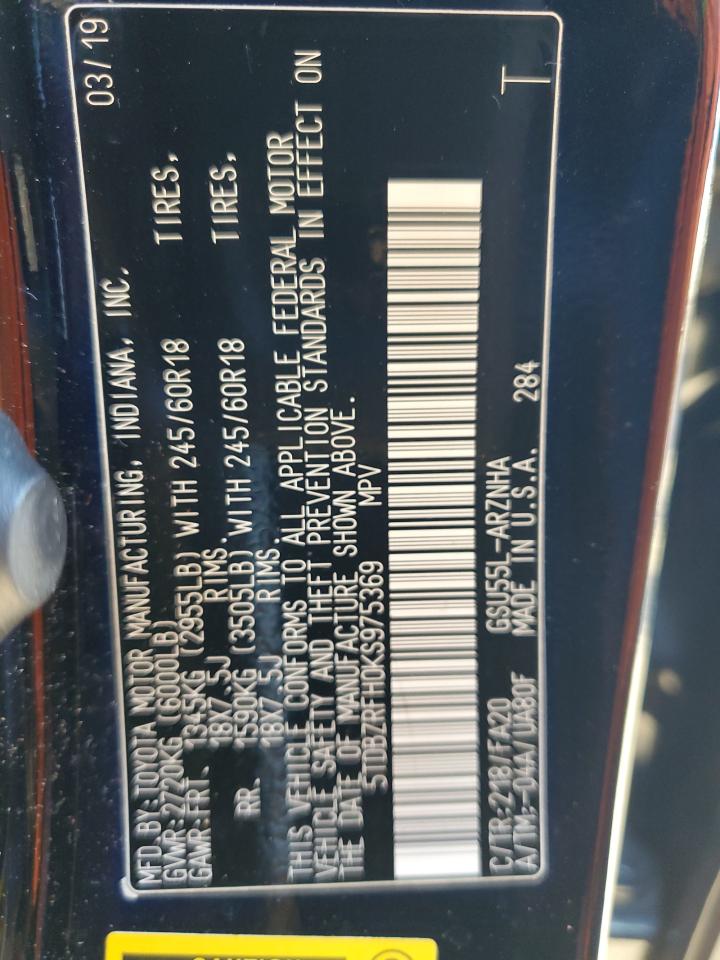 MFD. BY: TOYOTA MOTOR MANUFACTURING, INDIANA, INC. 03/19
GVWR: 2720KG (6000LB)
GAWR: FRT. 1345KG (2955LB) WITH 245/60R18 TIRES,
18X7.5J RIMS.
RR. 1590KG (3505LB) WITH 245/60R18 TIRES,
18X7.5J RIMS.
THIS VEHICLE CONFORMS TO ALL APPLICABLE FEDERAL MOTOR
VEHICLE SAFETY AND THEFT PREVENTION STANDARDS IN EFFECT ON
THE DATE OF MANUFACTURE SHOWN ABOVE.
5TDBZRFH0KS975369 MPV
C/TR: 218/FA20 GSU55L-ARZNHA T
A/TM: -04A/UA80F MADE IN U.S.A. 284
CAUTION